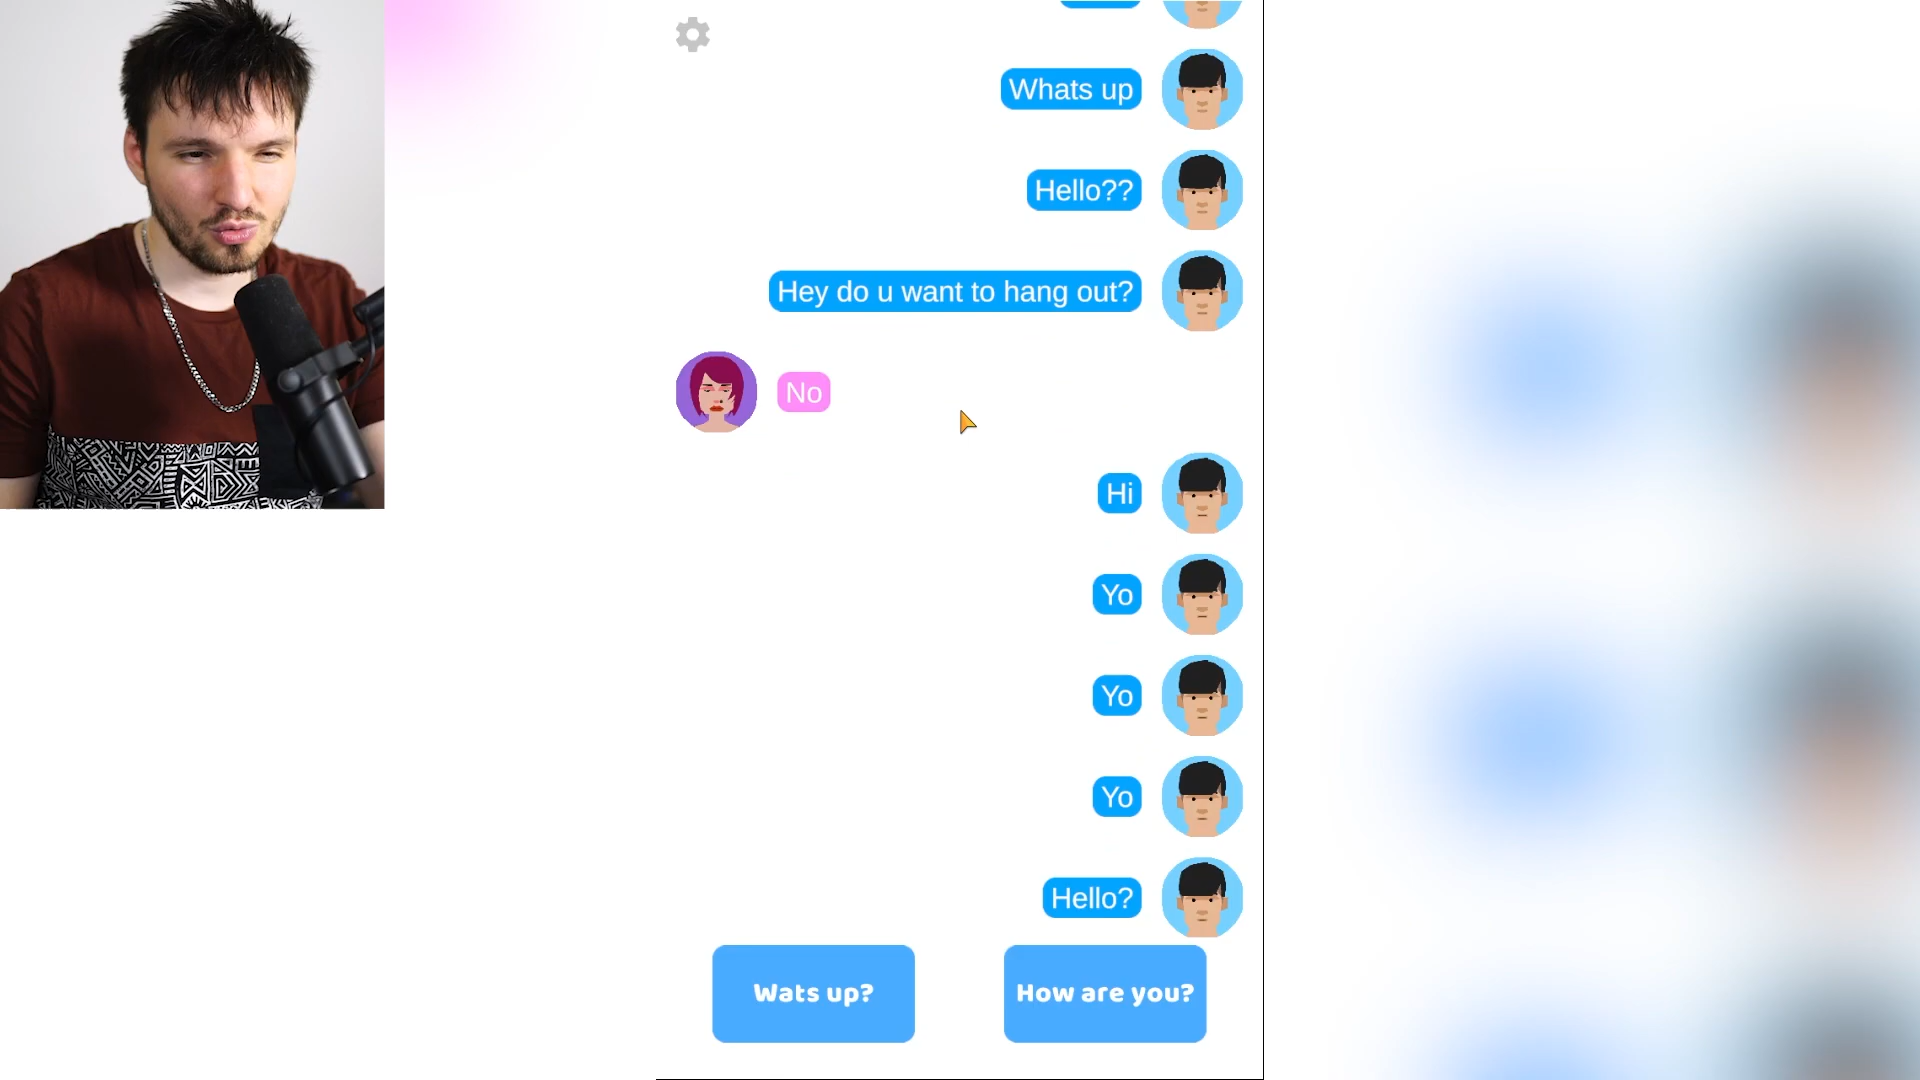 Whats up
Hello??
Hey do u want to hang out?
No
Hi
Yo
Yo
Yo
Hello?
Wats up?
How are you?